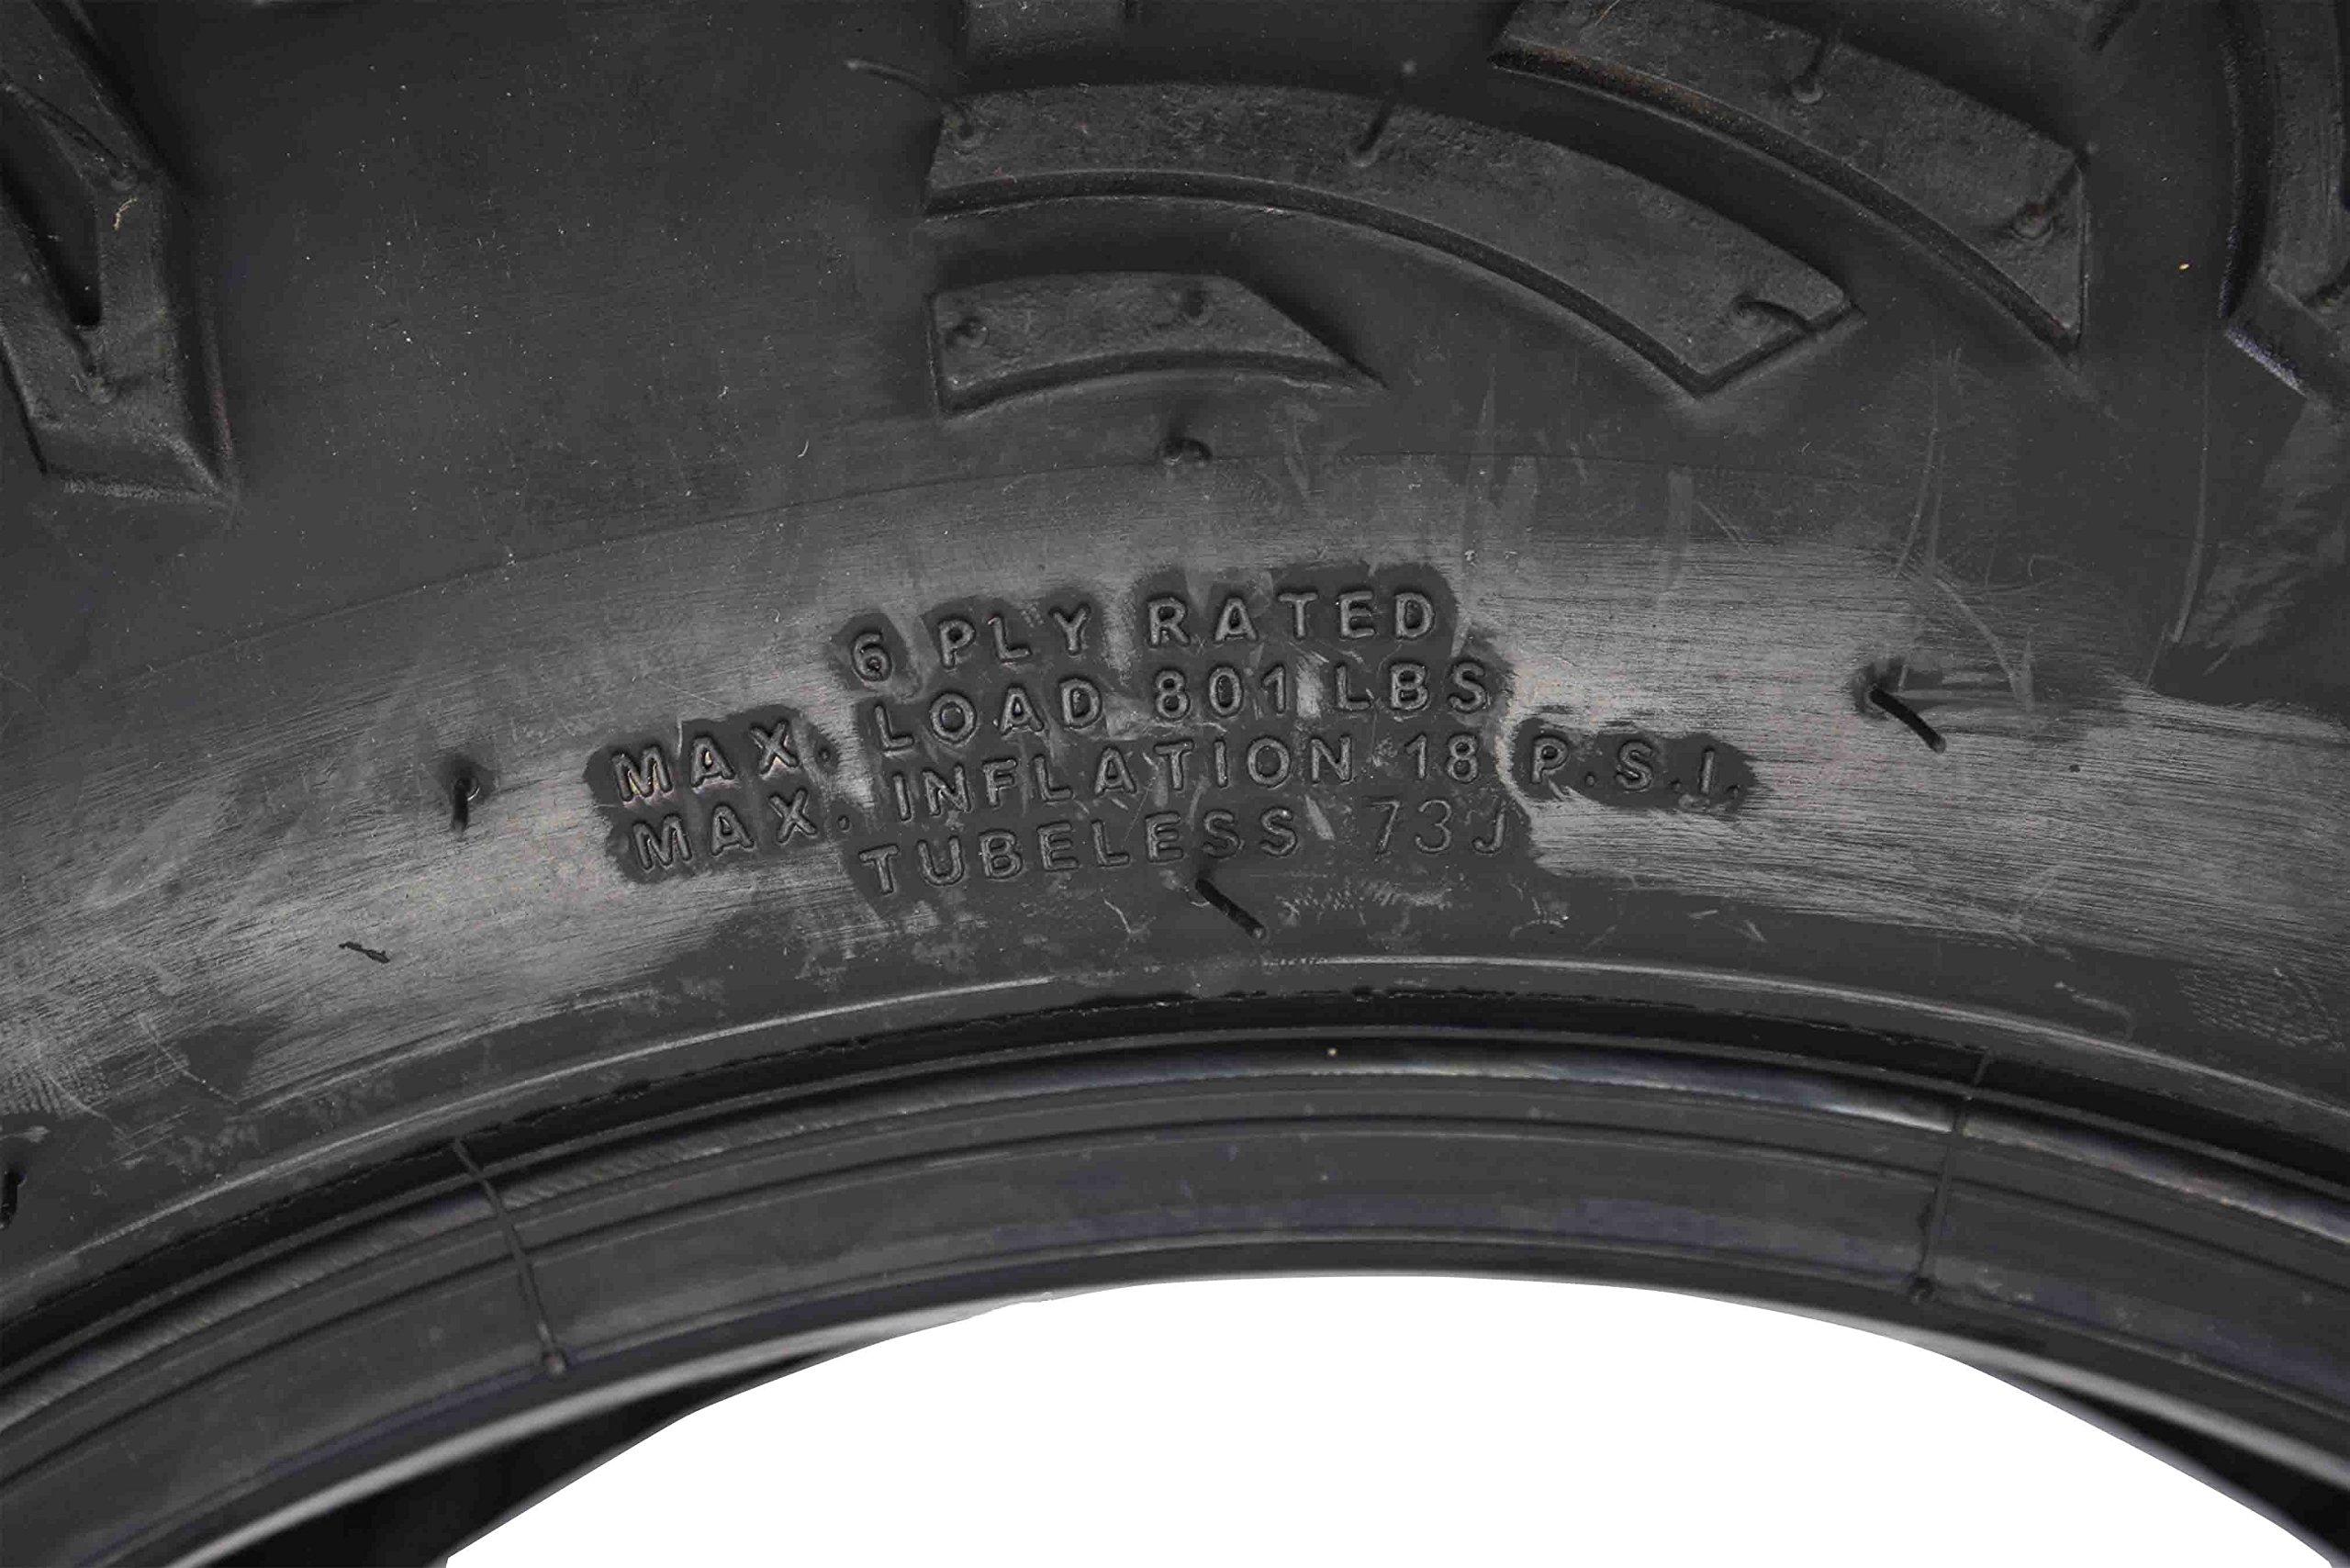 6 PLY RATED
MAX. LOAD 801 LBS
MAX. INFLATION 18 P.S.I.
TUBELESS 73J